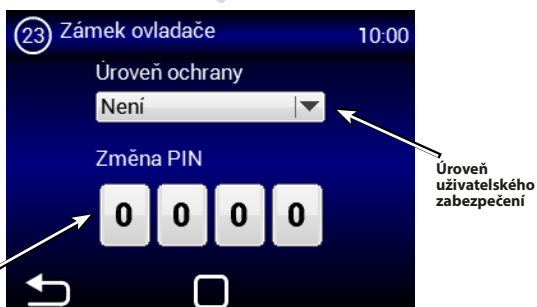 23 Zámek ovladače 10:00
Úroveň ochrany
Není
Změna PIN
0 0 0 0
Úroveň
uživatelského
zabezpečení